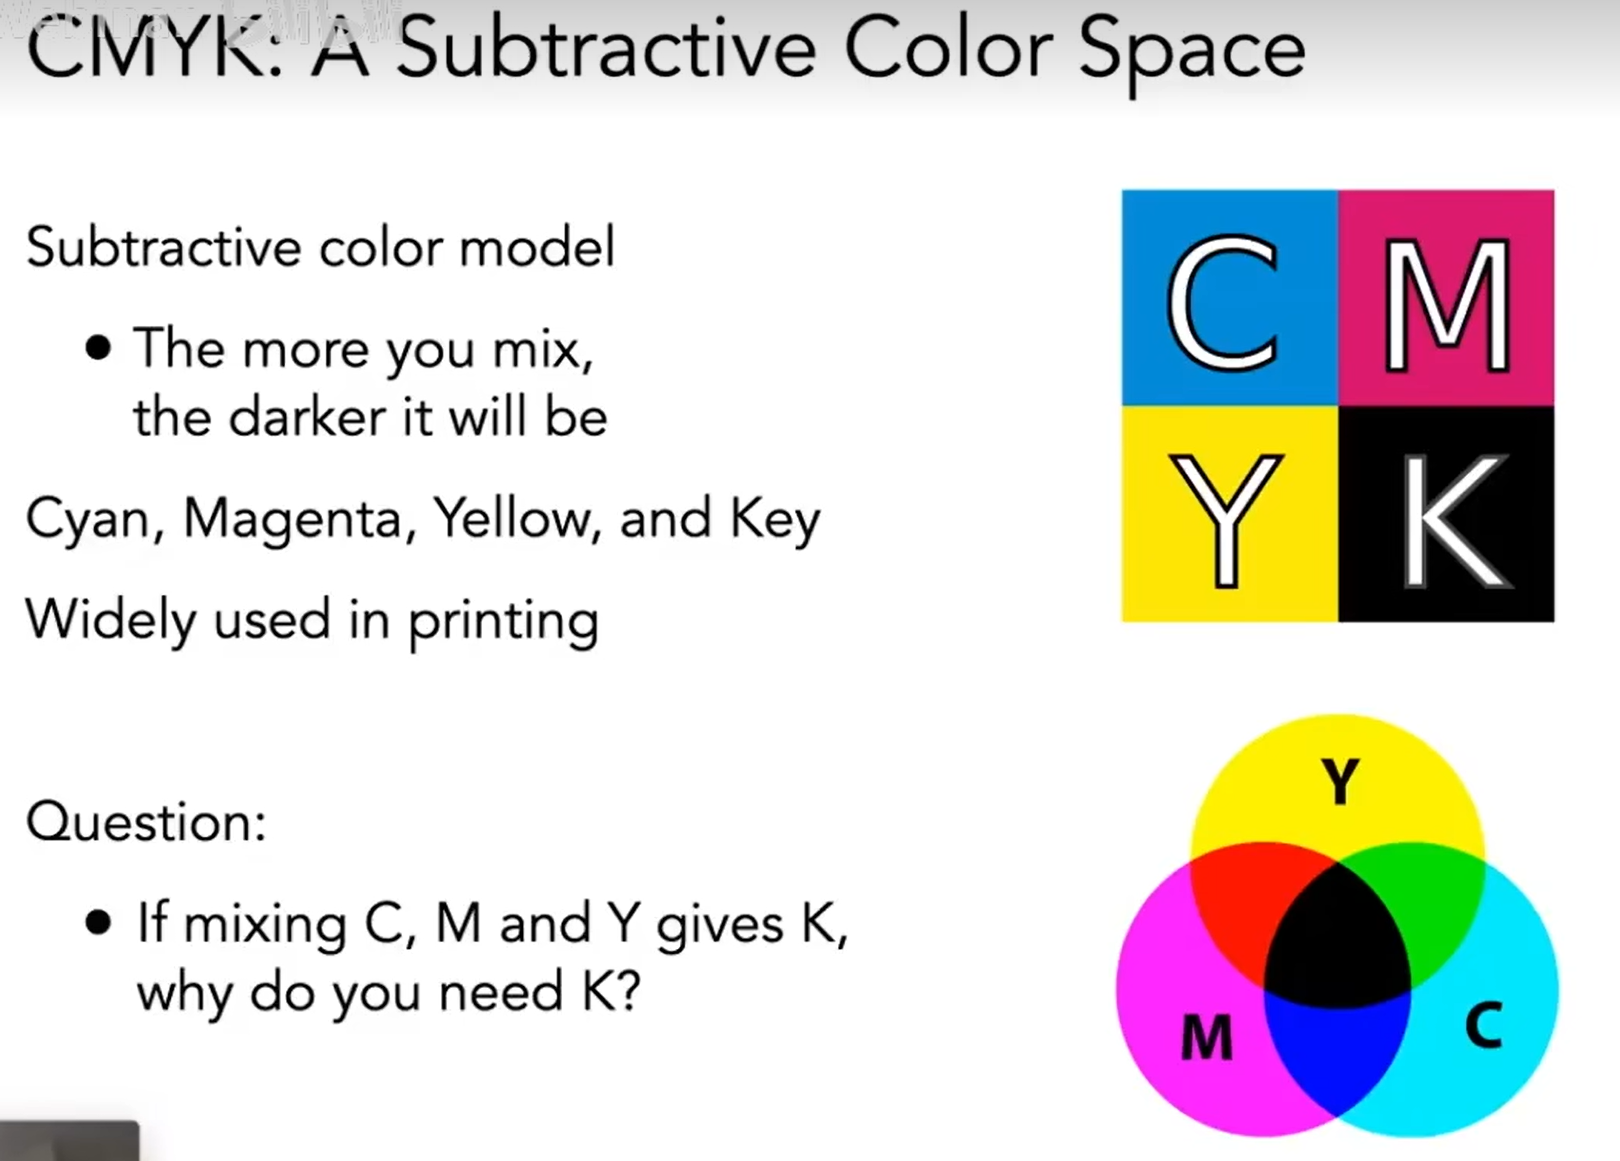 CMYK: A Subtractive Color Space
Subtractive color model
• The more you mix,
the darker it will be
Cyan, Magenta, Yellow, and Key
Widely used in printing
Question:
• If mixing C, M and Y gives K,
why do you need K?
C M
Y K
Y
M C